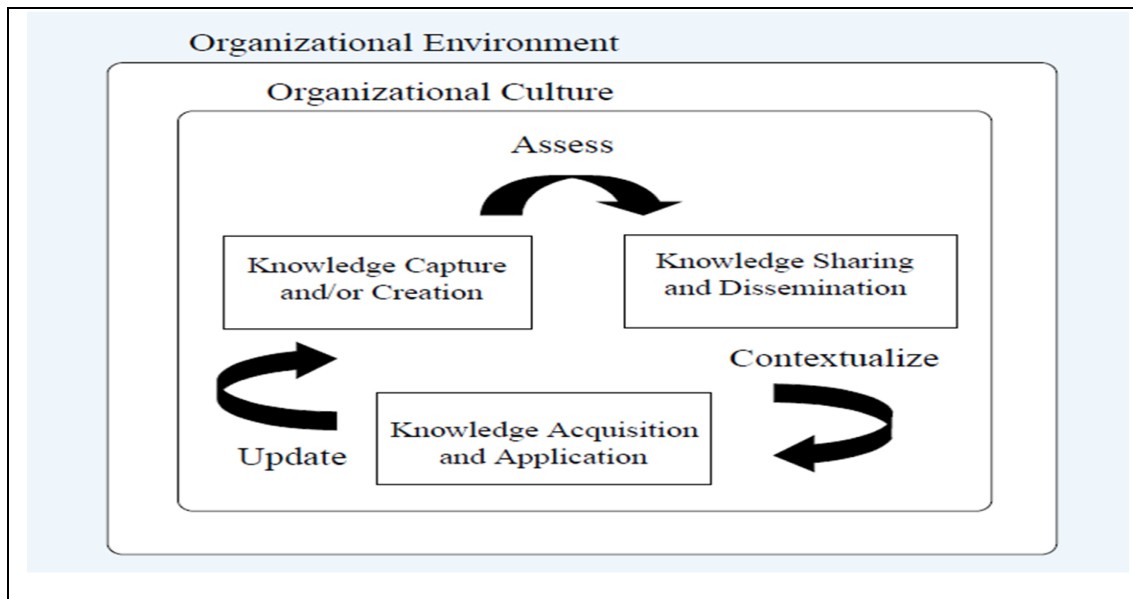 Organizational Environment
Organizational Culture
Assess
Knowledge Capture
and/or Creation
Knowledge Sharing
and Dissemination
Contextualize
Knowledge Acquisition
and Application
Update